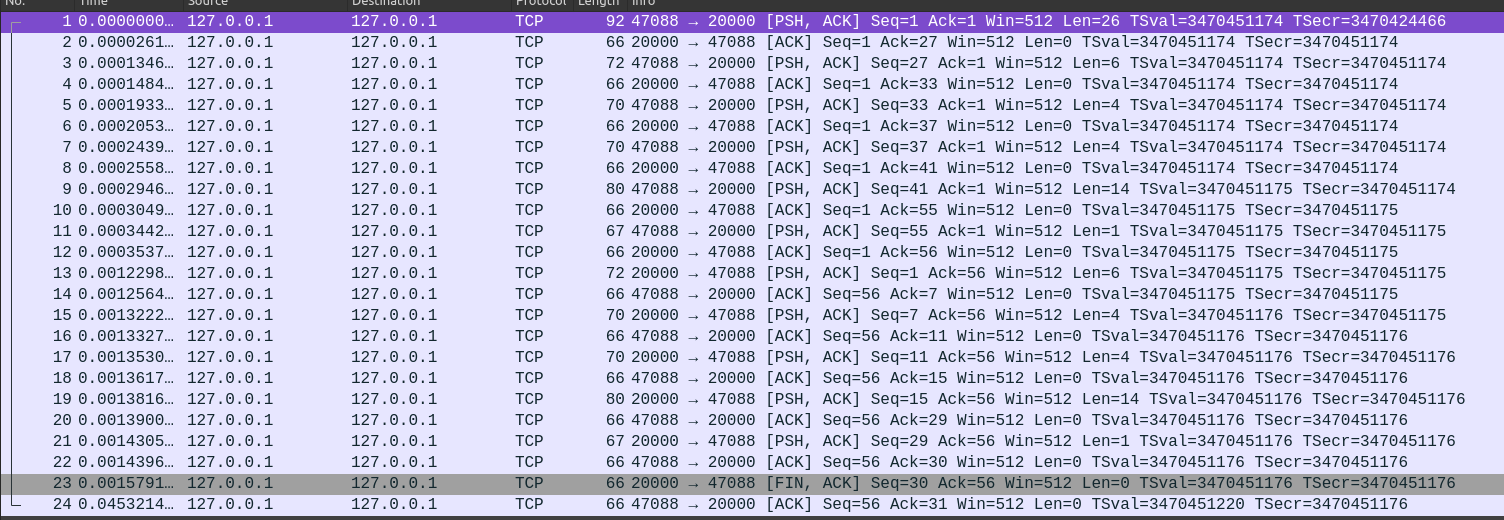 No. Time Source Destination Protocol Length Info
1 0.0000000… 127.0.0.1 127.0.0.1 TCP 92 47088 → 20000 [PSH, ACK] Seq=1 Ack=1 Win=512 Len=26 TSval=3470451174 TSecr=3470424466
2 0.0000261… 127.0.0.1 127.0.0.1 TCP 66 20000 → 47088 [ACK] Seq=1 Ack=27 Win=512 Len=0 TSval=3470451174 TSecr=3470451174
3 0.0001346… 127.0.0.1 127.0.0.1 TCP 72 47088 → 20000 [PSH, ACK] Seq=27 Ack=1 Win=512 Len=6 TSval=3470451174 TSecr=3470451174
4 0.0001484… 127.0.0.1 127.0.0.1 TCP 66 20000 → 47088 [ACK] Seq=1 Ack=33 Win=512 Len=0 TSval=3470451174 TSecr=3470451174
5 0.0001933… 127.0.0.1 127.0.0.1 TCP 70 47088 → 20000 [PSH, ACK] Seq=33 Ack=1 Win=512 Len=4 TSval=3470451174 TSecr=3470451174
6 0.0002053… 127.0.0.1 127.0.0.1 TCP 66 20000 → 47088 [ACK] Seq=1 Ack=37 Win=512 Len=0 TSval=3470451174 TSecr=3470451174
7 0.0002439… 127.0.0.1 127.0.0.1 TCP 70 47088 → 20000 [PSH, ACK] Seq=37 Ack=1 Win=512 Len=4 TSval=3470451174 TSecr=3470451174
8 0.0002558… 127.0.0.1 127.0.0.1 TCP 66 20000 → 47088 [ACK] Seq=1 Ack=41 Win=512 Len=0 TSval=3470451174 TSecr=3470451174
9 0.0002946… 127.0.0.1 127.0.0.1 TCP 80 47088 → 20000 [PSH, ACK] Seq=41 Ack=1 Win=512 Len=14 TSval=3470451175 TSecr=3470451174
10 0.0003049… 127.0.0.1 127.0.0.1 TCP 66 20000 → 47088 [ACK] Seq=1 Ack=55 Win=512 Len=0 TSval=3470451175 TSecr=3470451175
11 0.0003442… 127.0.0.1 127.0.0.1 TCP 67 47088 → 20000 [PSH, ACK] Seq=55 Ack=1 Win=512 Len=1 TSval=3470451175 TSecr=3470451175
12 0.0003537… 127.0.0.1 127.0.0.1 TCP 66 20000 → 47088 [ACK] Seq=1 Ack=56 Win=512 Len=0 TSval=3470451175 TSecr=3470451175
13 0.0012298… 127.0.0.1 127.0.0.1 TCP 72 20000 → 47088 [PSH, ACK] Seq=1 Ack=56 Win=512 Len=6 TSval=3470451175 TSecr=3470451175
14 0.0012564… 127.0.0.1 127.0.0.1 TCP 66 47088 → 20000 [ACK] Seq=56 Ack=7 Win=512 Len=0 TSval=3470451175 TSecr=3470451175
15 0.0013222… 127.0.0.1 127.0.0.1 TCP 70 20000 → 47088 [PSH, ACK] Seq=7 Ack=56 Win=512 Len=4 TSval=3470451176 TSecr=3470451175
16 0.0013327… 127.0.0.1 127.0.0.1 TCP 66 47088 → 20000 [ACK] Seq=56 Ack=11 Win=512 Len=0 TSval=3470451176 TSecr=3470451176
17 0.0013530… 127.0.0.1 127.0.0.1 TCP 70 20000 → 47088 [PSH, ACK] Seq=11 Ack=56 Win=512 Len=4 TSval=3470451176 TSecr=3470451176
18 0.0013617… 127.0.0.1 127.0.0.1 TCP 66 47088 → 20000 [ACK] Seq=56 Ack=15 Win=512 Len=0 TSval=3470451176 TSecr=3470451176
19 0.0013816… 127.0.0.1 127.0.0.1 TCP 80 20000 → 47088 [PSH, ACK] Seq=15 Ack=56 Win=512 Len=14 TSval=3470451176 TSecr=3470451176
20 0.0013900… 127.0.0.1 127.0.0.1 TCP 66 47088 → 20000 [ACK] Seq=56 Ack=29 Win=512 Len=0 TSval=3470451176 TSecr=3470451176
21 0.0014305… 127.0.0.1 127.0.0.1 TCP 67 20000 → 47088 [PSH, ACK] Seq=29 Ack=56 Win=512 Len=1 TSval=3470451176 TSecr=3470451176
22 0.0014396… 127.0.0.1 127.0.0.1 TCP 66 47088 → 20000 [ACK] Seq=56 Ack=30 Win=512 Len=0 TSval=3470451176 TSecr=3470451176
23 0.0015791… 127.0.0.1 127.0.0.1 TCP 66 20000 → 47088 [FIN, ACK] Seq=30 Ack=56 Win=512 Len=0 TSval=3470451176 TSecr=3470451176
24 0.0453214… 127.0.0.1 127.0.0.1 TCP 66 47088 → 20000 [ACK] Seq=56 Ack=31 Win=512 Len=0 TSval=3470451220 TSecr=3470451176